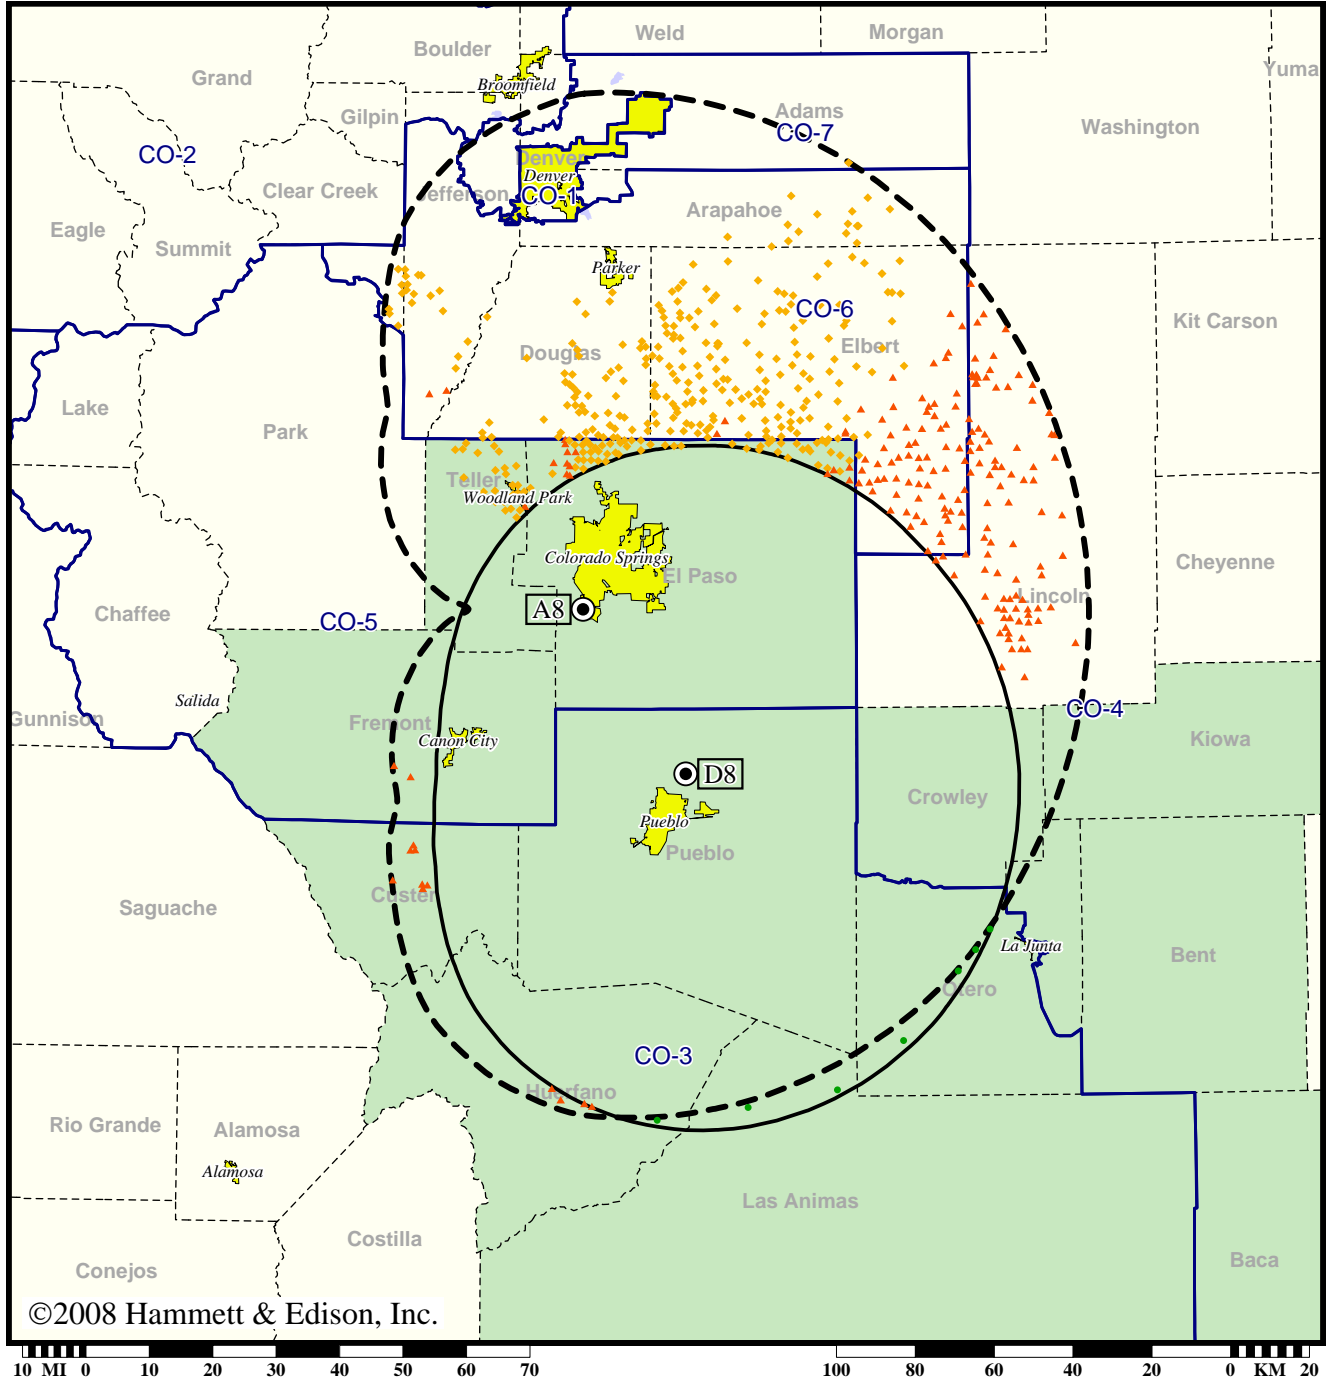 Weld
Morgan
Boulder
Grand
Yuma
Broomfield
Gilpin
Adams
CO-7
Washington
CO-2
Denver
Denver
Clear Creek
Jefferson
CO-1
Arapahoe
Eagle
Summit
Parker
CO-6
Kit Carson
Elbert
Douglas
Lake
Park
Teller
Woodland Park
Colorado Springs
El Paso
Cheyenne
Lincoln
A8
Chaffee
CO-5
Salida
Gunnison
Fremont
Canon City
CO-4
Kiowa
D8
Crowley
Pueblo
Pueblo
Custer
Saguache
La Junta
Bent
Otero
CO-3
Huerfano
Rio Grande
Alamosa
Alamosa
Las Animas
Costilla
Conejos
Baca
©2008 Hammett & Edison, Inc.
10 MI 0 10 20 30 40 50 60 70
100 80 60 40 20 0 KM 20